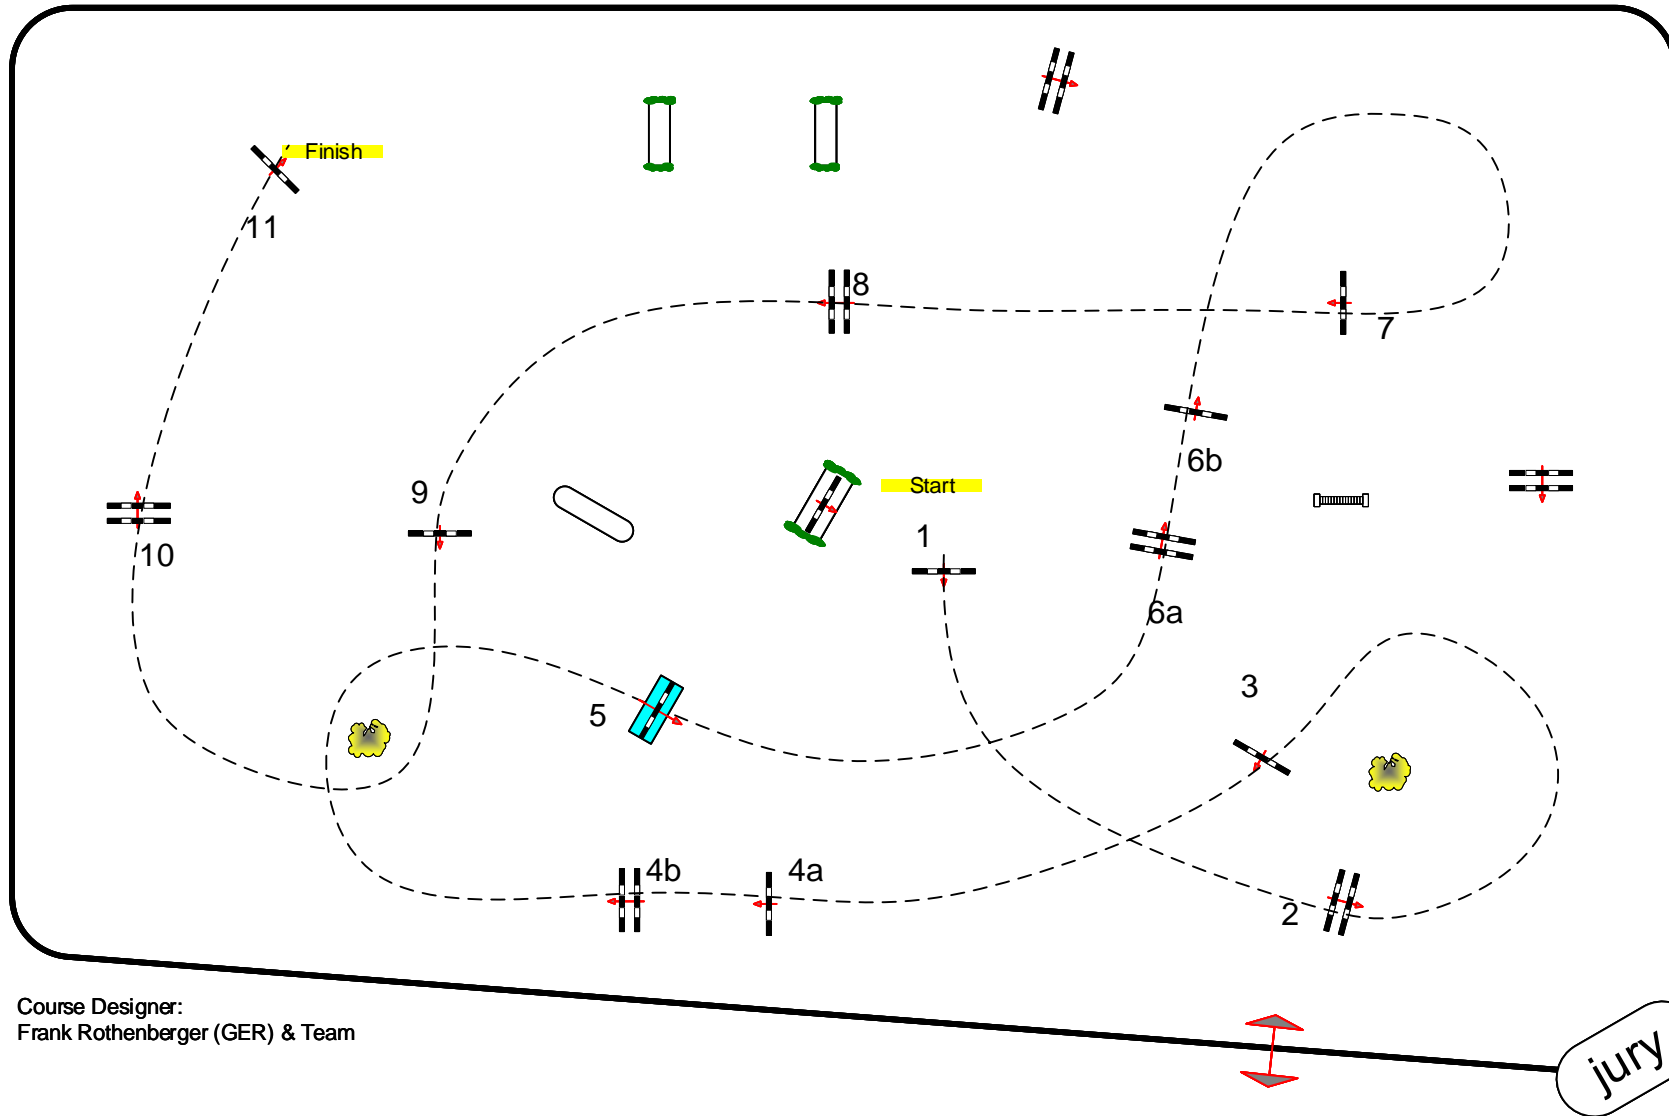 Finish
11
8
7
6b
9
Start
1
10
6a
3
5
4b
4a
2
Course Designer:
Frank Rothenberger (GER) & Team
jury